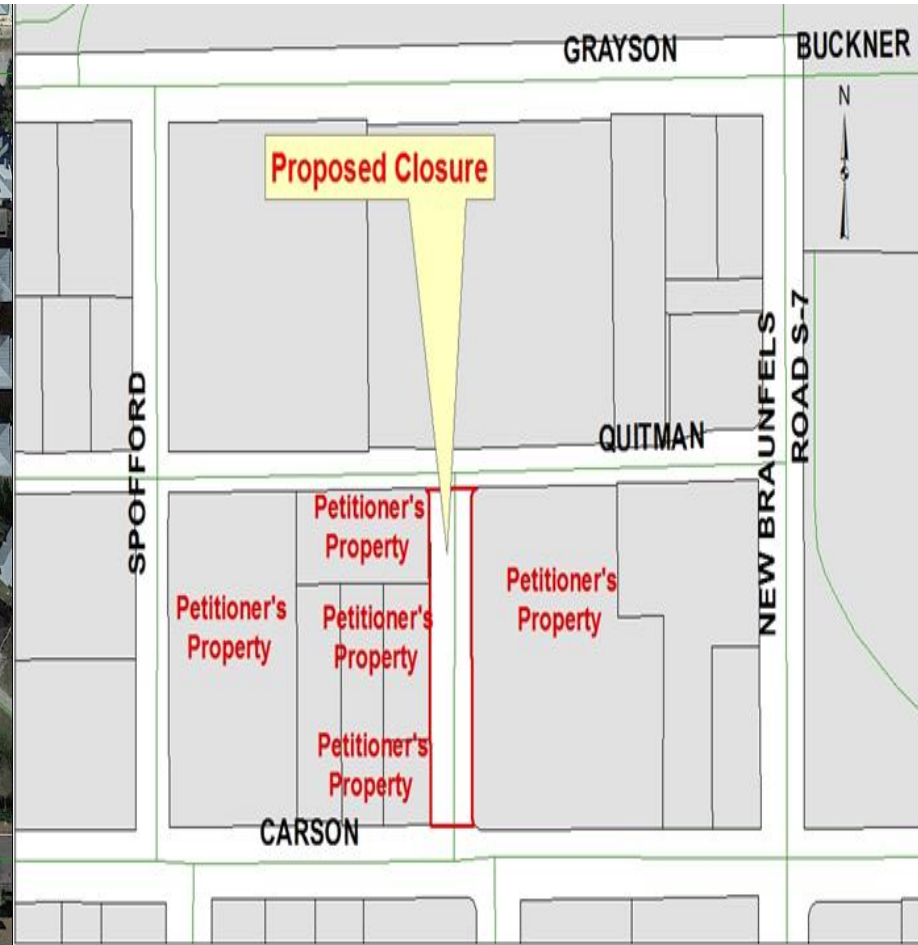 GRAYSON
BUCKNER
N
Proposed Closure
SPOFFORD
NEW BRAUNFELS
ROAD S-7
QUITMAN
Petitioner's
Property
Petitioner's
Property
Petitioner's
Property
Petitioner's
Property
Petitioner's
Property
CARSON